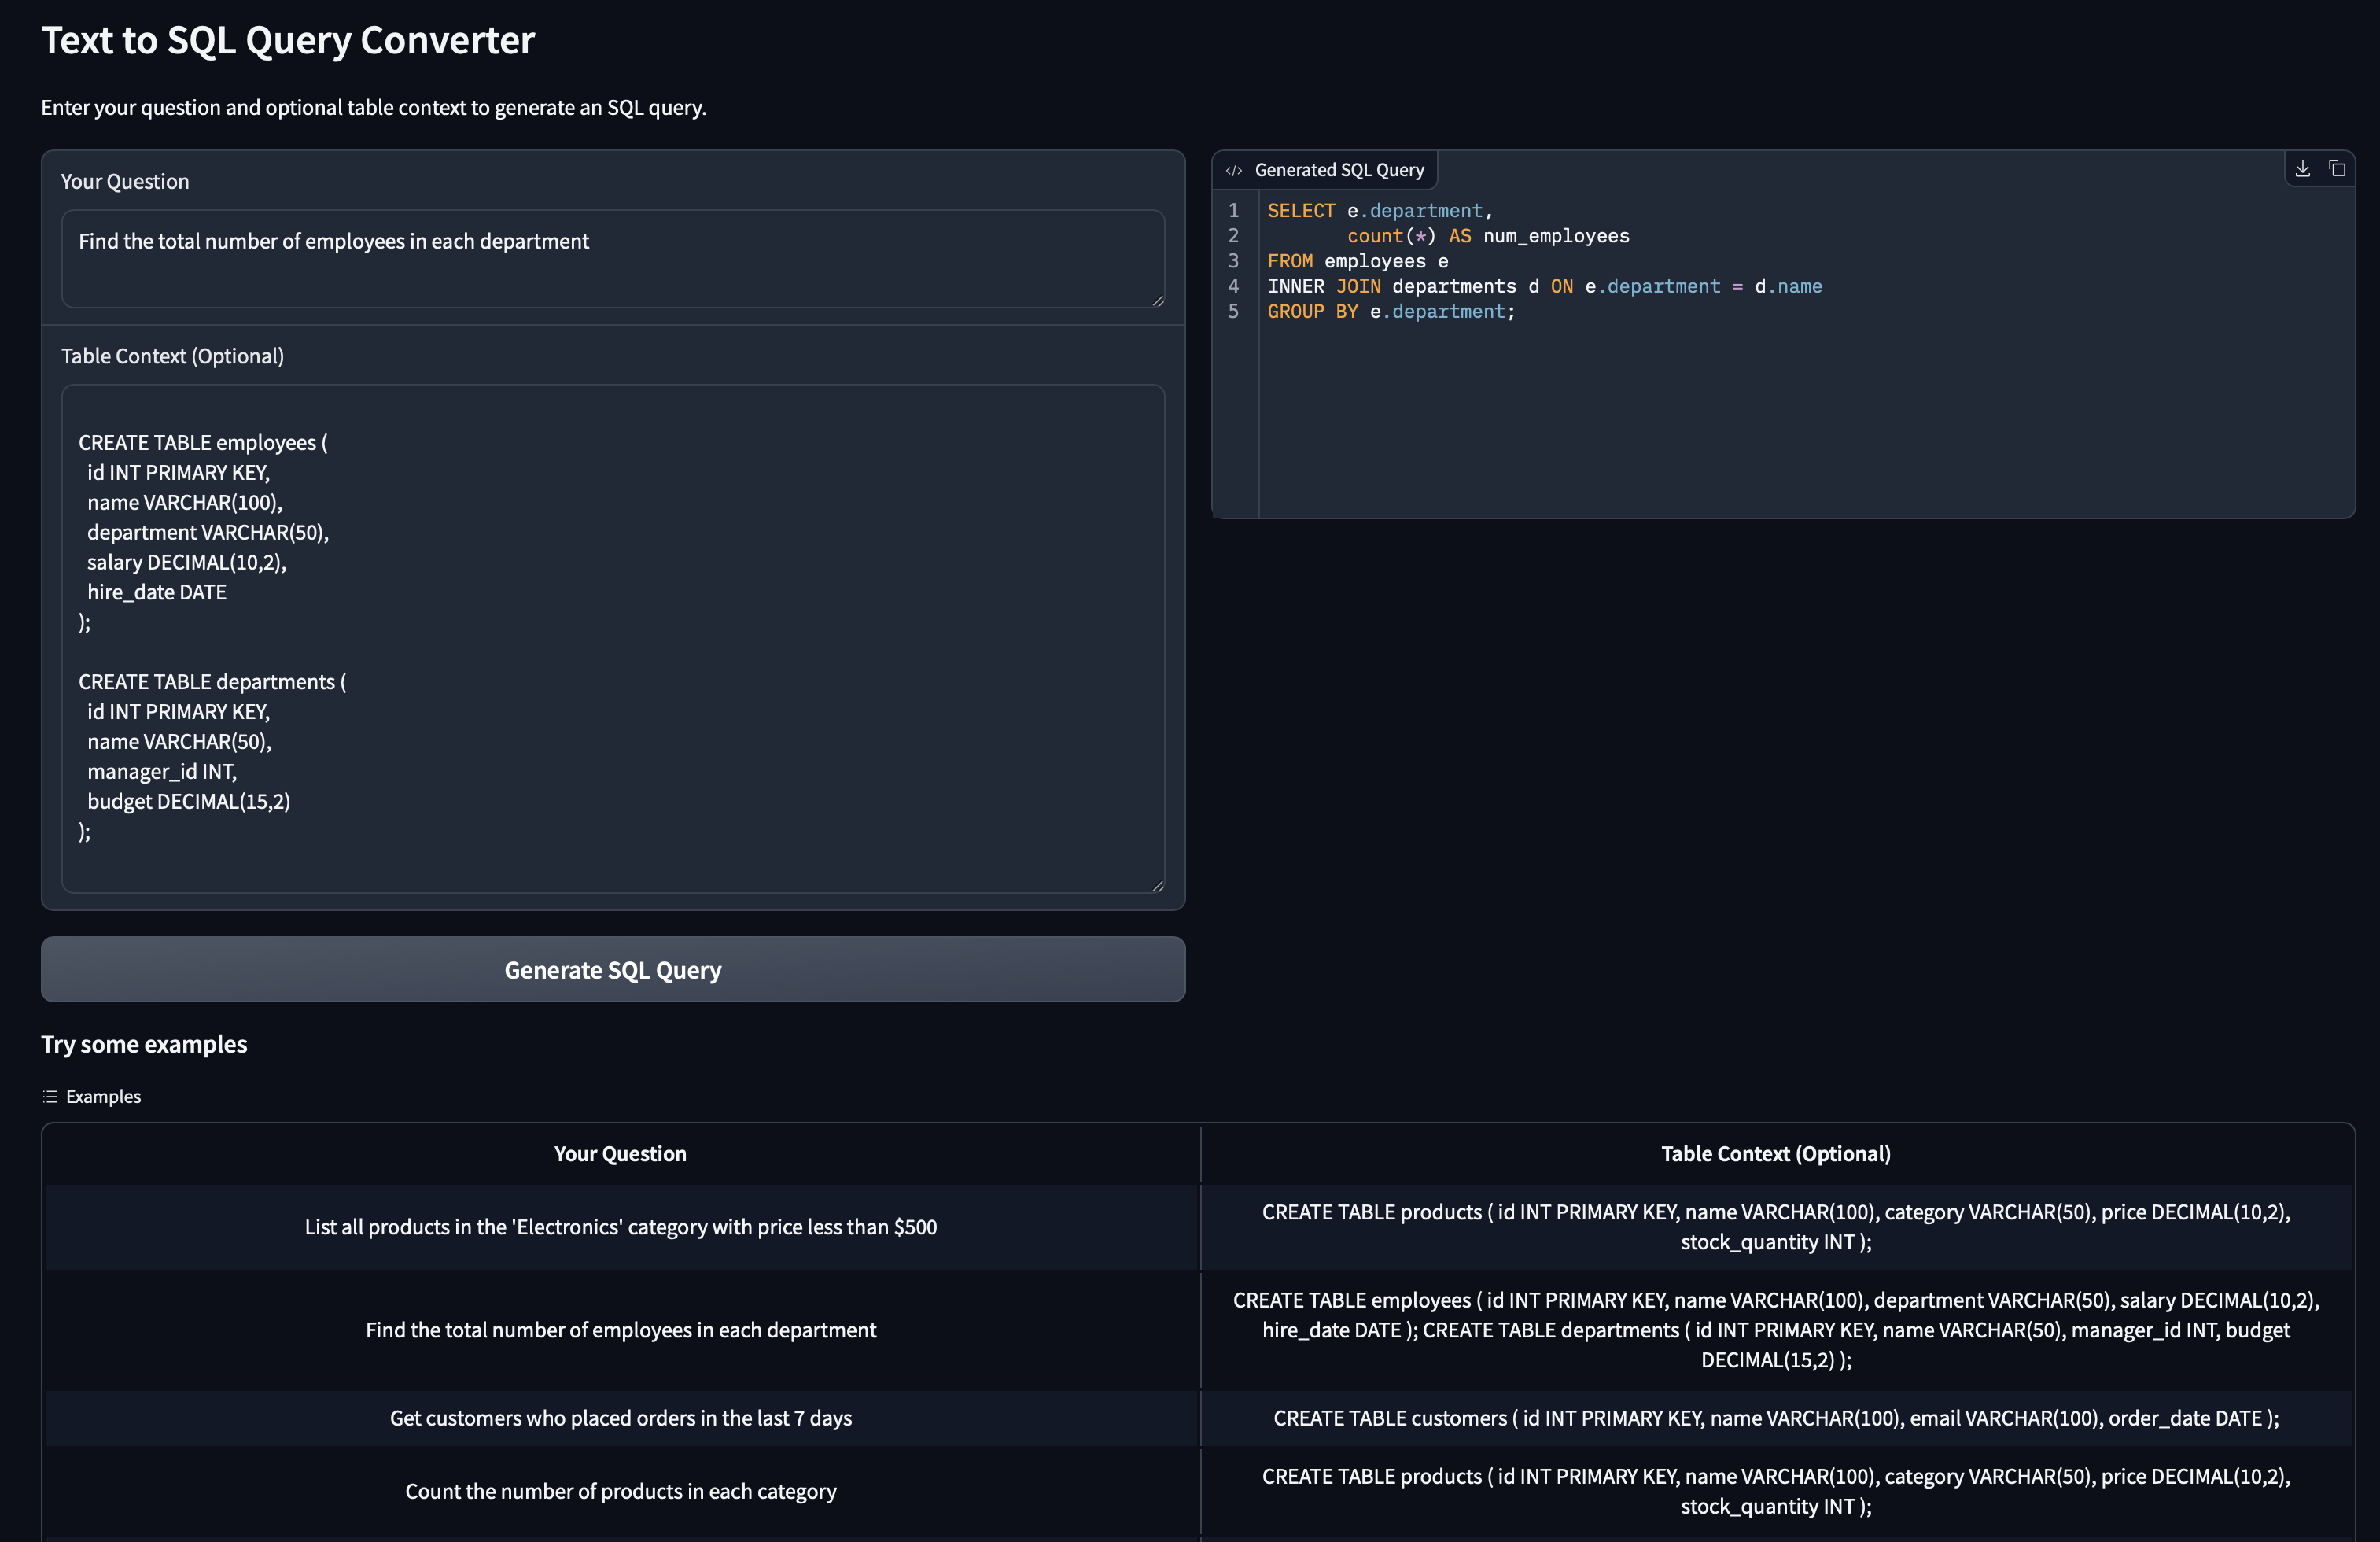 Text to SQL Query Converter
Enter your question and optional table context to generate an SQL query.
Your Question
Find the total number of employees in each department
Table Context (Optional)
CREATE TABLE employees (
  id INT PRIMARY KEY,
  name VARCHAR(100),
  department VARCHAR(50),
  salary DECIMAL(10,2),
  hire_date DATE
);
CREATE TABLE departments (
  id INT PRIMARY KEY,
  name VARCHAR(50),
  manager_id INT,
  budget DECIMAL(15,2)
);
Generate SQL Query
Generated SQL Query
1 SELECT e.department,
2        count(*) AS num_employees
3 FROM employees e
4 INNER JOIN departments d ON e.department = d.name
5 GROUP BY e.department;
Try some examples
Examples
Your Question
Table Context (Optional)
List all products in the 'Electronics' category with price less than $500
CREATE TABLE products ( id INT PRIMARY KEY, name VARCHAR(100), category VARCHAR(50), price DECIMAL(10,2),
stock_quantity INT );
Find the total number of employees in each department
CREATE TABLE employees ( id INT PRIMARY KEY, name VARCHAR(100), department VARCHAR(50), salary DECIMAL(10,2),
hire_date DATE ); CREATE TABLE departments ( id INT PRIMARY KEY, name VARCHAR(50), manager_id INT, budget
DECIMAL(15,2) );
Get customers who placed orders in the last 7 days
CREATE TABLE customers ( id INT PRIMARY KEY, name VARCHAR(100), email VARCHAR(100), order_date DATE );
Count the number of products in each category
CREATE TABLE products ( id INT PRIMARY KEY, name VARCHAR(100), category VARCHAR(50), price DECIMAL(10,2),
stock_quantity INT );